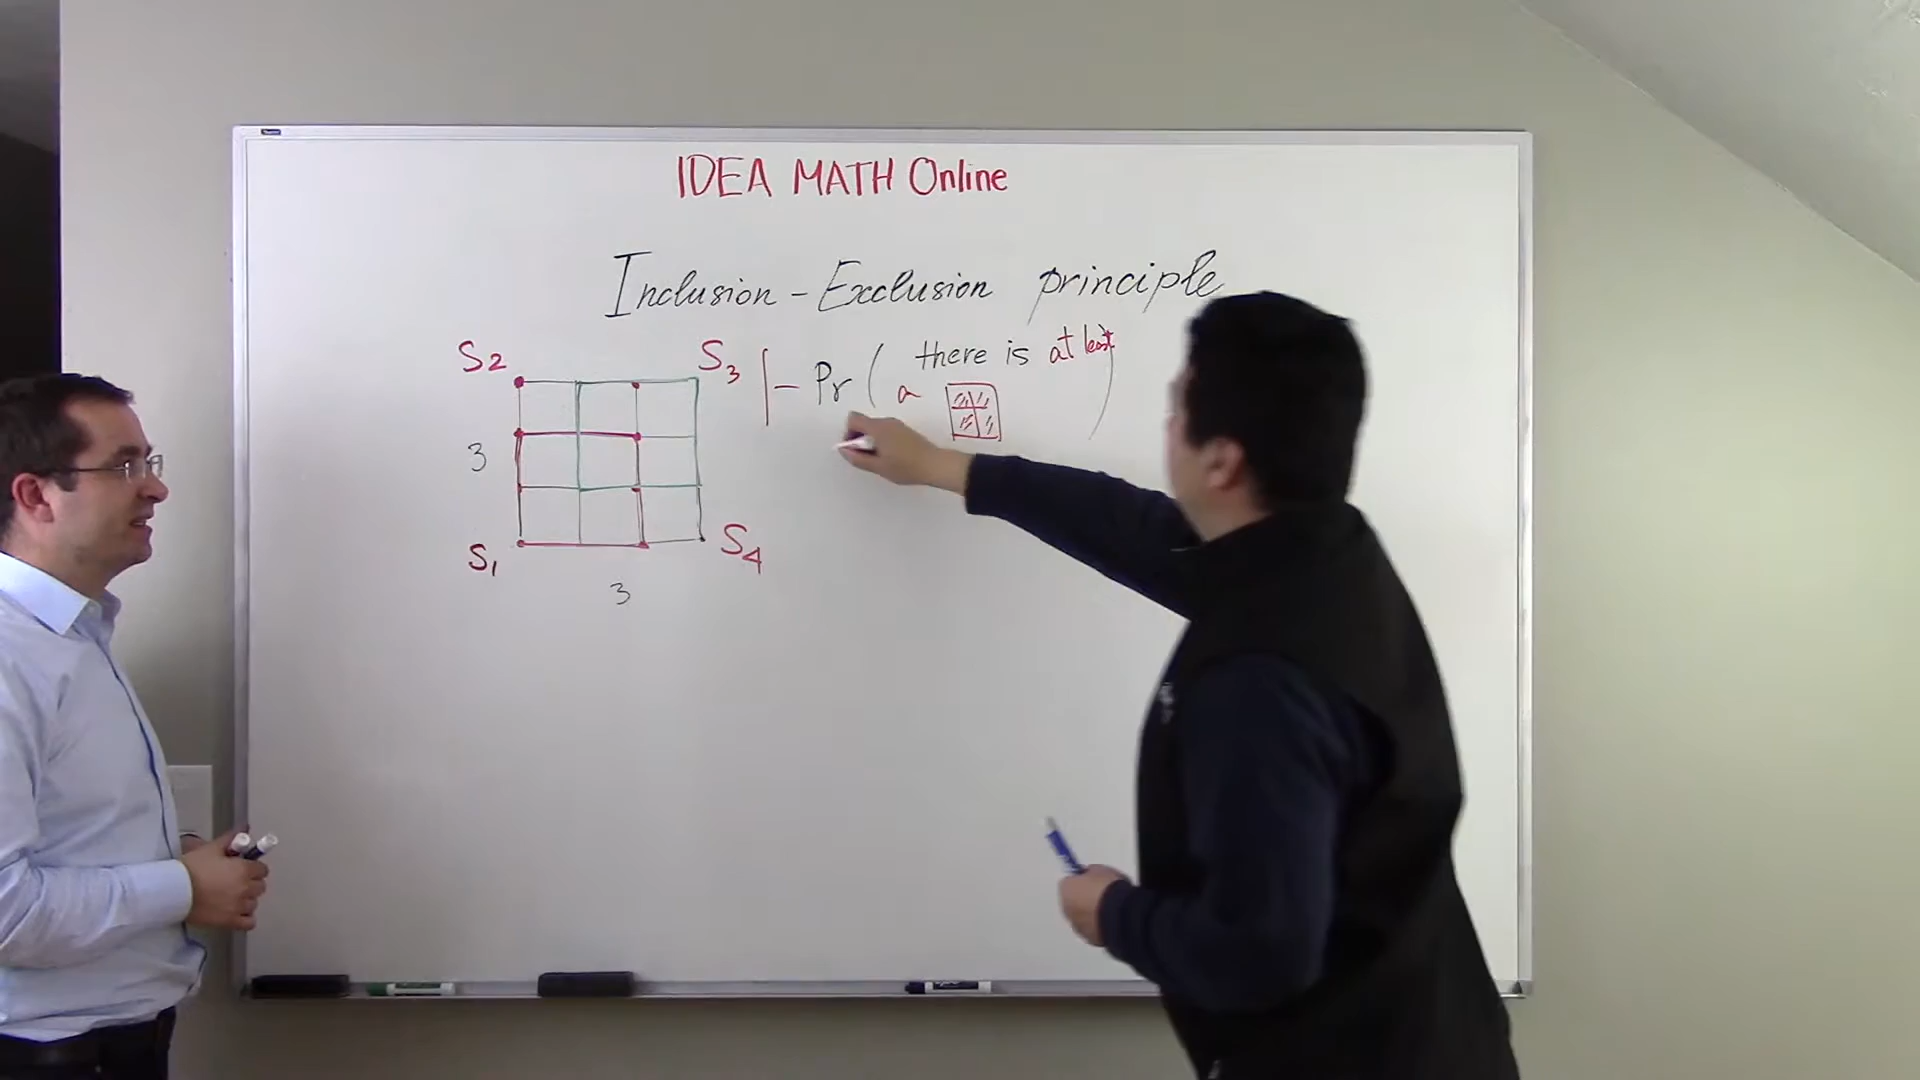 IDEA MATH Online
Inclusion - Exclusion principle
S2
S3
1 - Pr ( there is at least
a )
3
S1
S4
3